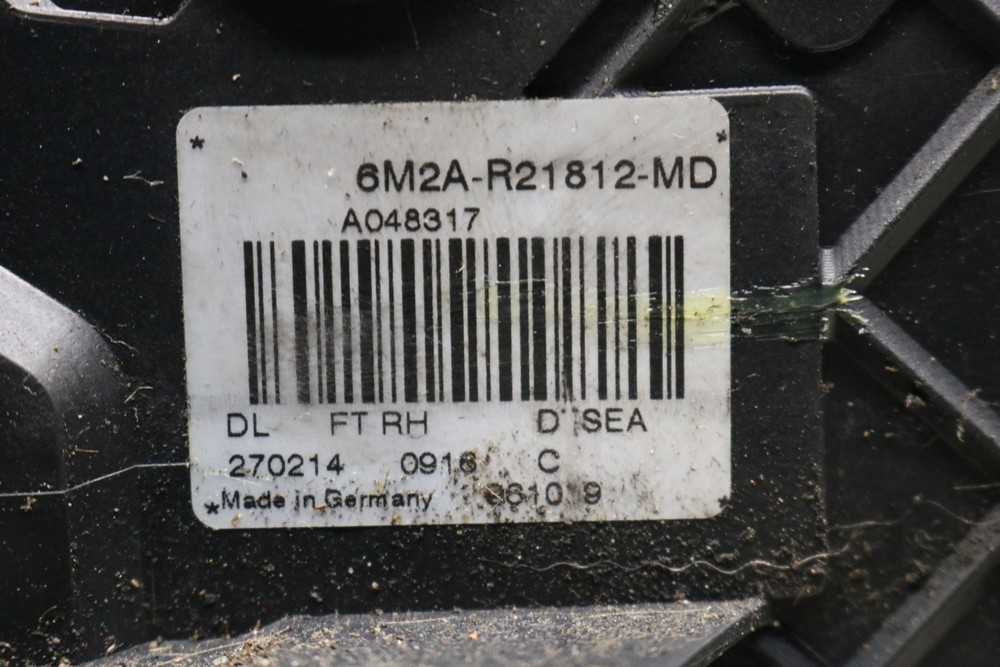 6M2A-R21812-MD
A048317
DL FT RH SEA
270214 0916 C
Made in Germany